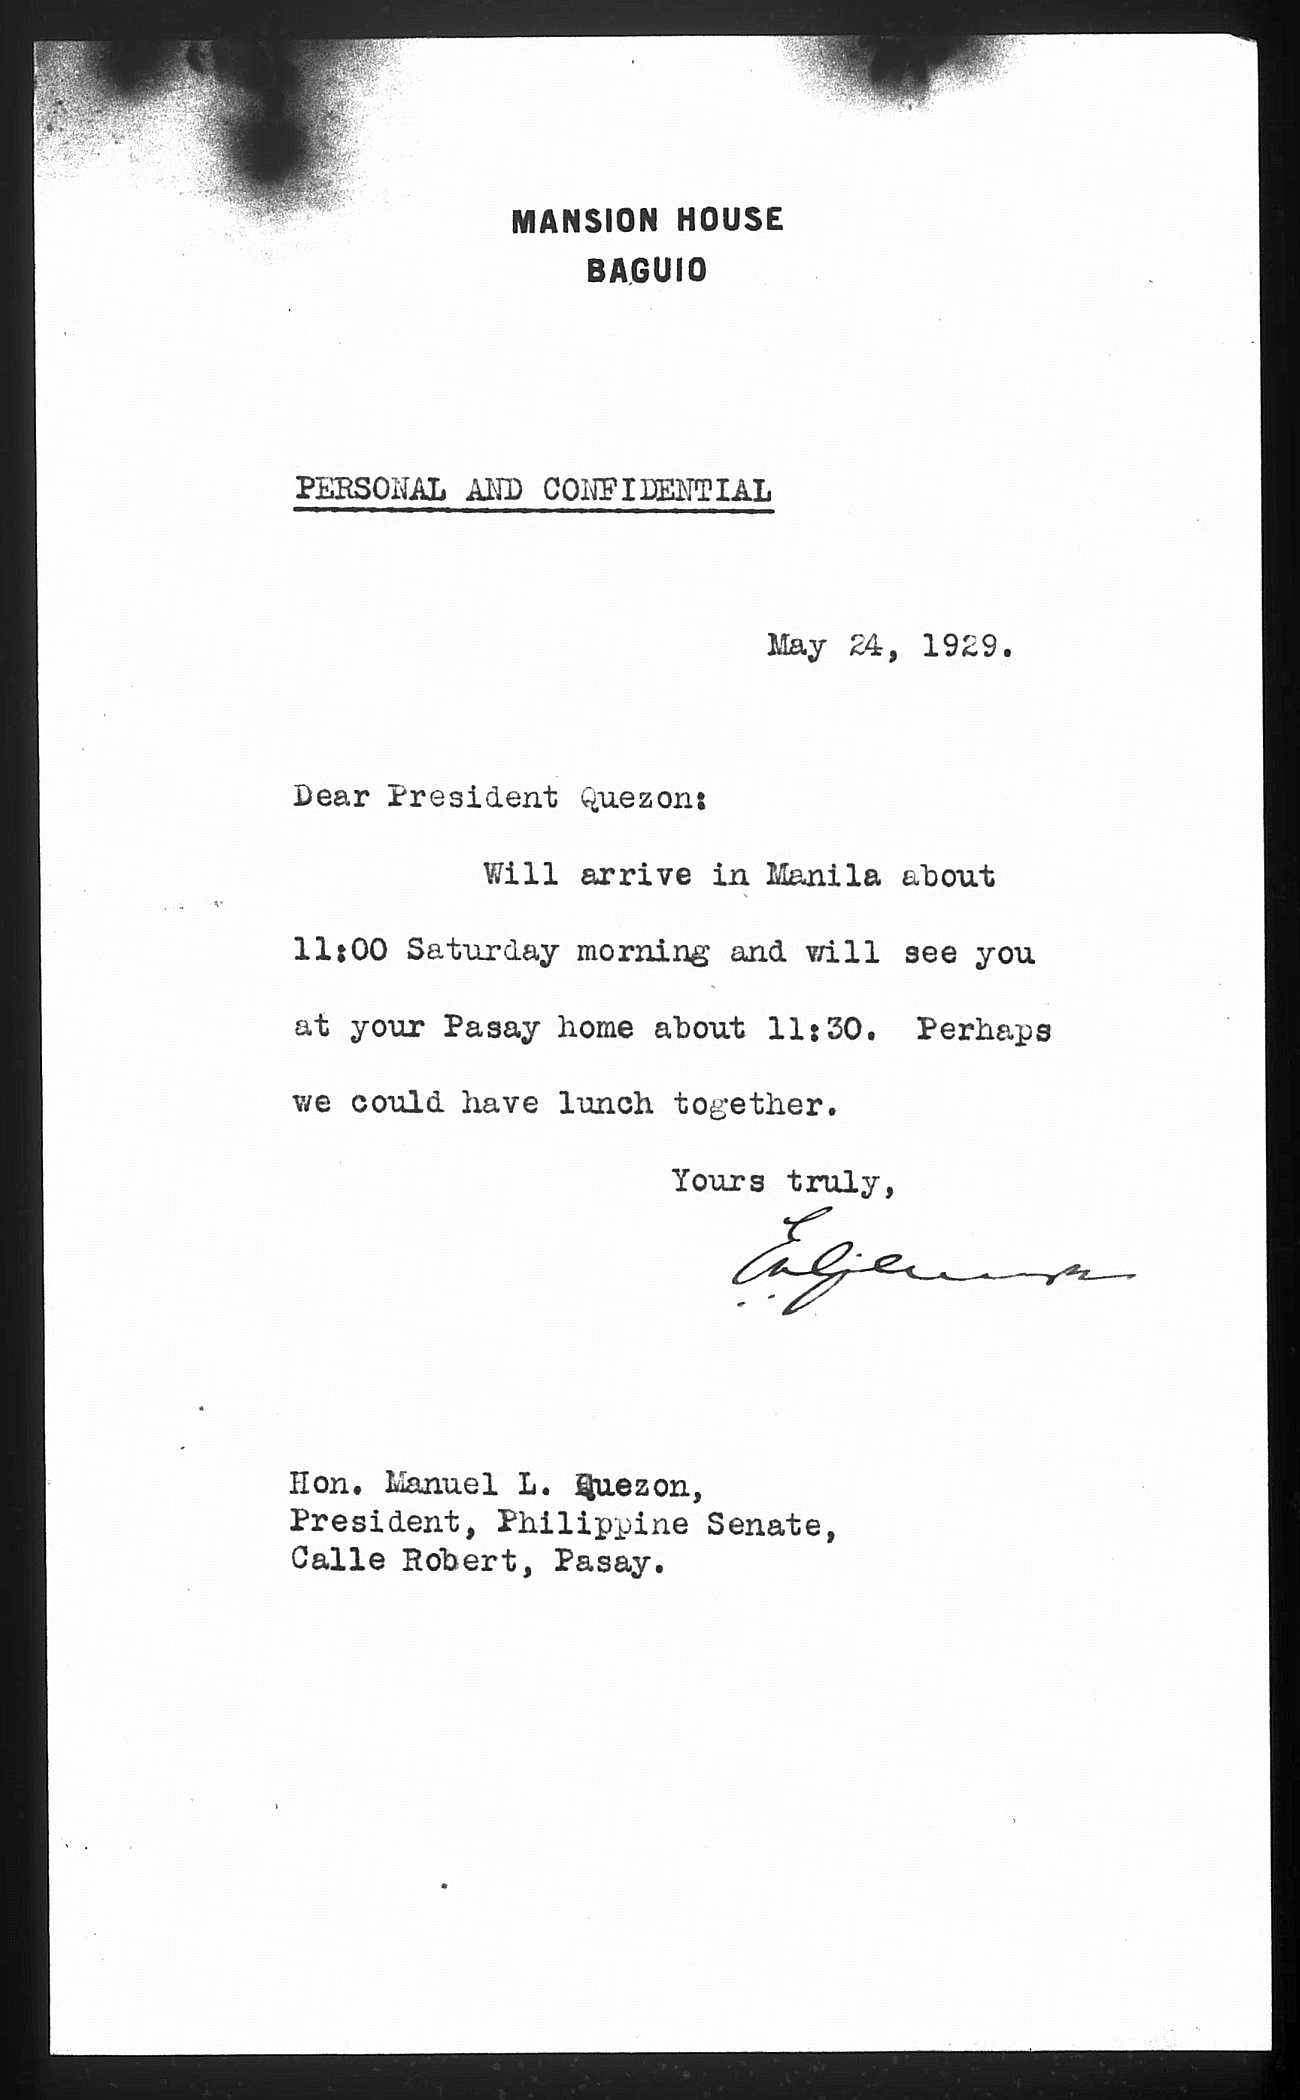 MANSION HOUSE
BAGUIO
PERSONAL AND CONFIDENTIAL
May 24, 1929.
Dear President Quezon:
Will arrive in Manila about
11:00 Saturday morning and will see you
at your Pasay home about 11:30. Perhaps
we could have lunch together.
Yours truly,
Hon. Manuel L. Quezon,
President, Philippine Senate,
Calle Robert, Pasay.